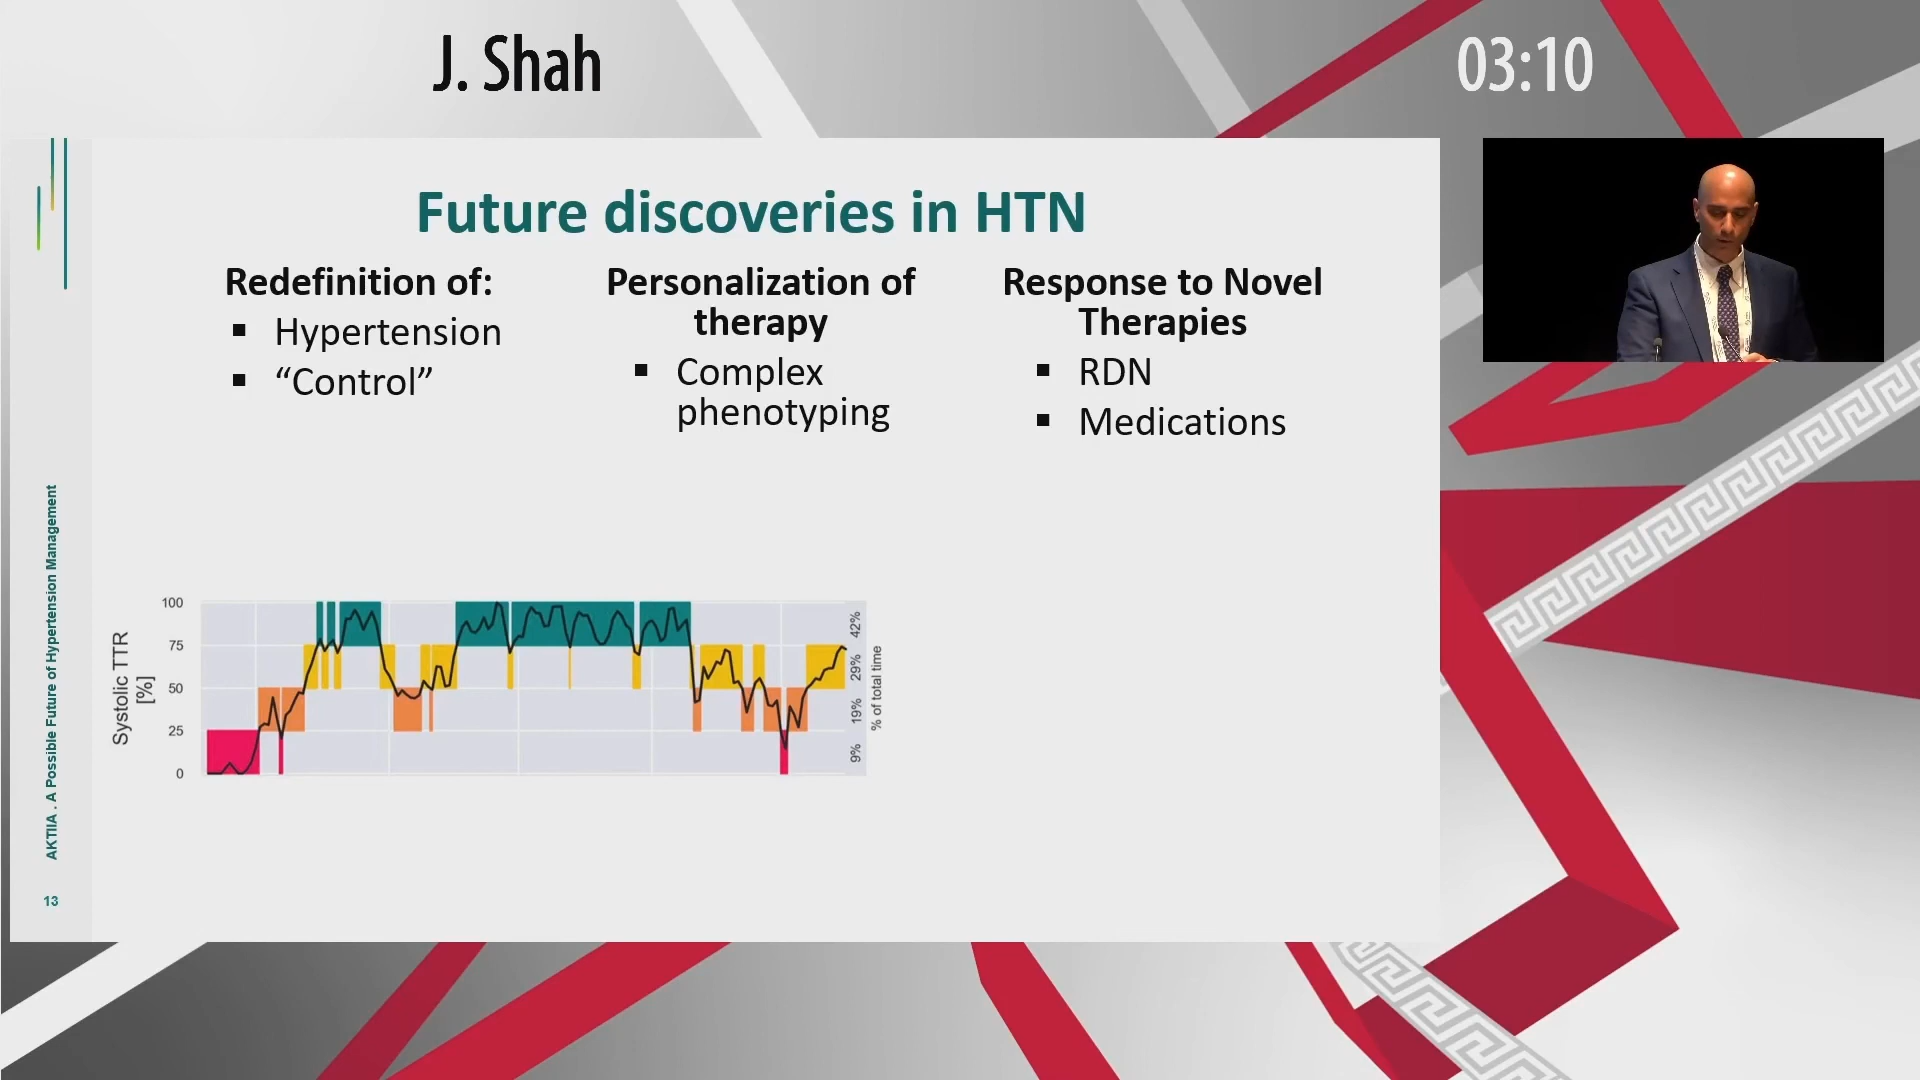 J. Shah
03:10
Future discoveries in HTN
Redefinition of:
▪ Hypertension
▪ “Control”
Personalization of
therapy
▪ Complex
phenotyping
Response to Novel
Therapies
▪ RDN
▪ Medications
AKTIIA . A Possible Future of Hypertension Management
13
Systolic TTR
[%]
100
75
50
25
0
42%
29%
19%
9%
% of total time